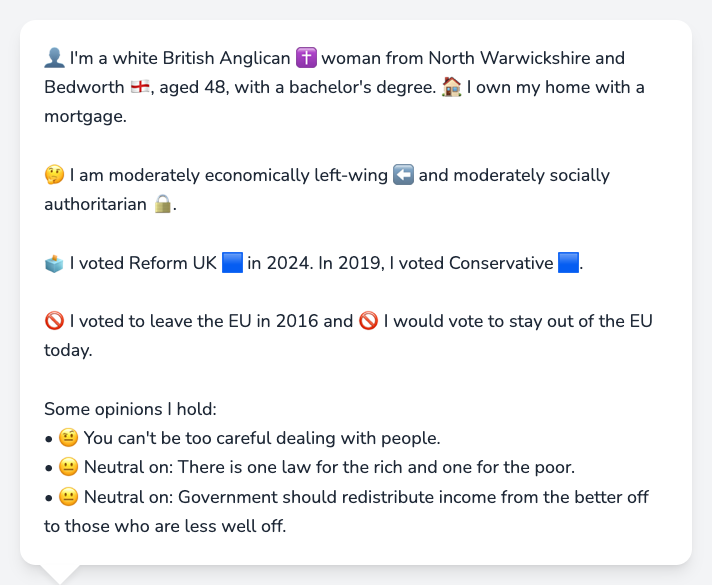 👤 I'm a white British Anglican ✝️ woman from North Warwickshire and
Bedworth 🏴󠁧󠁢󠁥󠁮󠁧󠁿, aged 48, with a bachelor's degree. 🏠 I own my home with a
mortgage.
🤔 I am moderately economically left-wing ⬅️ and moderately socially
authoritarian 🔒.
🗳️ I voted Reform UK 🟦 in 2024. In 2019, I voted Conservative 🟦.
🚫 I voted to leave the EU in 2016 and 🚫 I would vote to stay out of the EU
today.
Some opinions I hold:
• 🤨 You can't be too careful dealing with people.
• 😐 Neutral on: There is one law for the rich and one for the poor.
• 😐 Neutral on: Government should redistribute income from the better off
to those who are less well off.